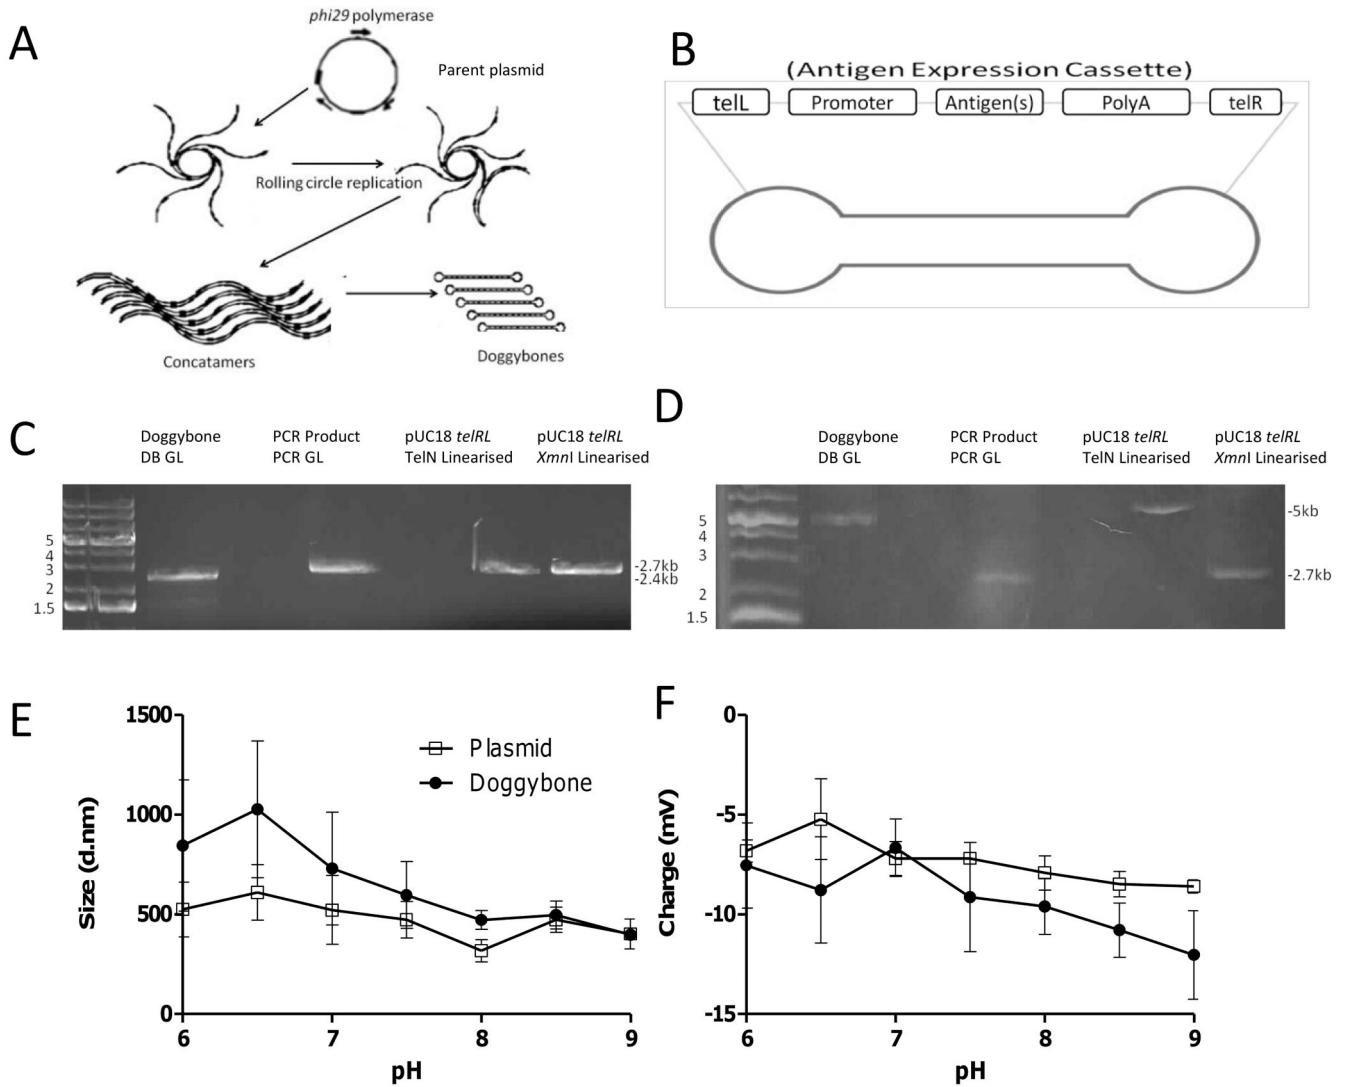 A
phi29 polymerase
Parent plasmid
Rolling circle replication
Concatamers
Doggybones
B
(Antigen Expression Cassette)
telL
Promoter
Antigen(s)
PolyA
telR
C
Doggybone
DB GL
PCR Product
PCR GL
pUC18 telRL
TelN Linearised
pUC18 telRL
XmnI Linearised
5
4
3
2
1.5
-2.7kb
-2.4kb
D
Doggybone
DB GL
PCR Product
PCR GL
pUC18 telRL
TelN Linearised
pUC18 telRL
XmnI Linearised
5
4
3
2
1.5
-5kb
-2.7kb
E
1500
1000
500
0
Size (d.nm)
Plasmid
Doggybone
6
7
8
9
pH
F
0
-5
-10
-15
Charge (mV)
6
7
8
9
pH